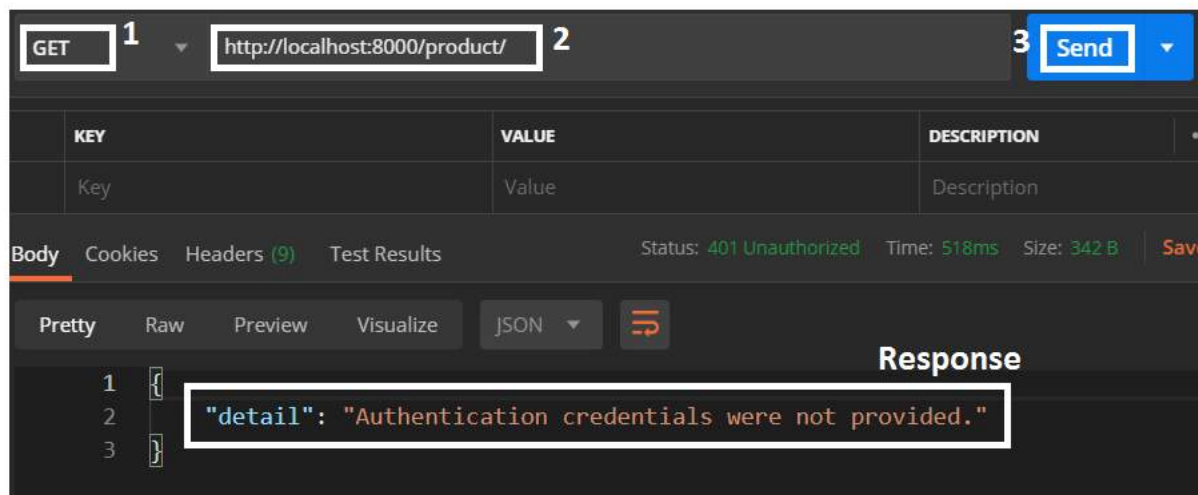 GET 1 http://localhost:8000/product/ 2 3 Send
KEY VALUE DESCRIPTION
Key Value Description
Body Cookies Headers (9) Test Results Status: 401 Unauthorized Time: 518ms Size: 342 B
Pretty Raw Preview Visualize JSON
Response
1 {
2 "detail": "Authentication credentials were not provided."
3 }